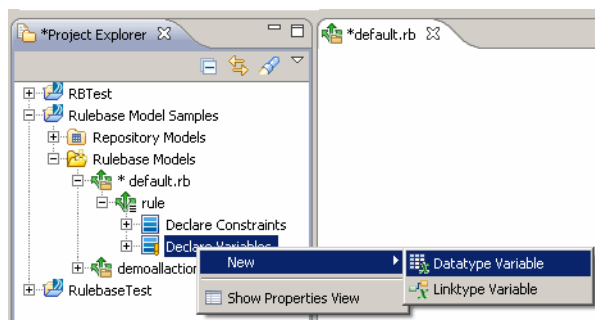 *Project Explorer
*default.rb
RBTest
Rulebase Model Samples
Repository Models
Rulebase Models
* default.rb
rule
Declare Constraints
Declare Variables
New
Datatype Variable
demoallaction
Linktype Variable
RulebaseTest
Show Properties View